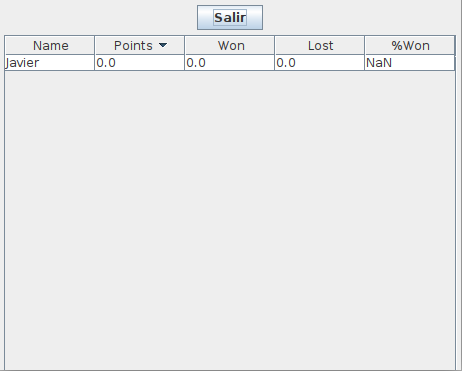 Salir
Name Points Won Lost %Won
Javier 0.0 0.0 0.0 NaN